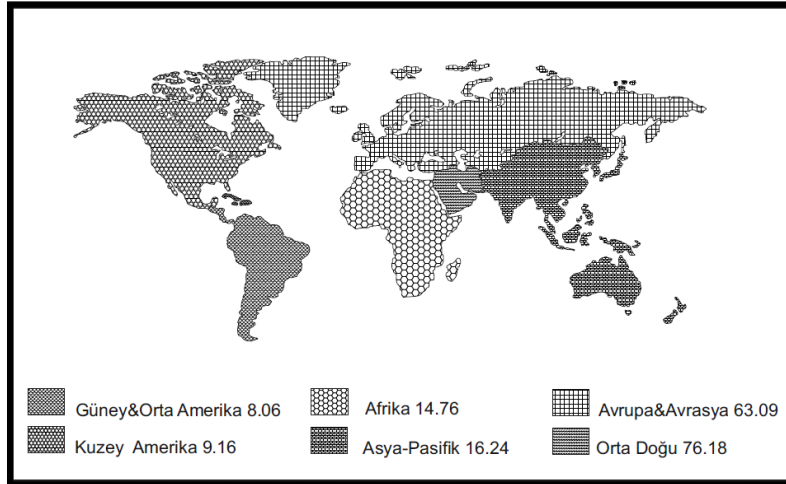 Güney&Orta Amerika 8.06
Afrika 14.76
Avrupa&Avrasya 63.09
Kuzey Amerika 9.16
Asya-Pasifik 16.24
Orta Doğu 76.18